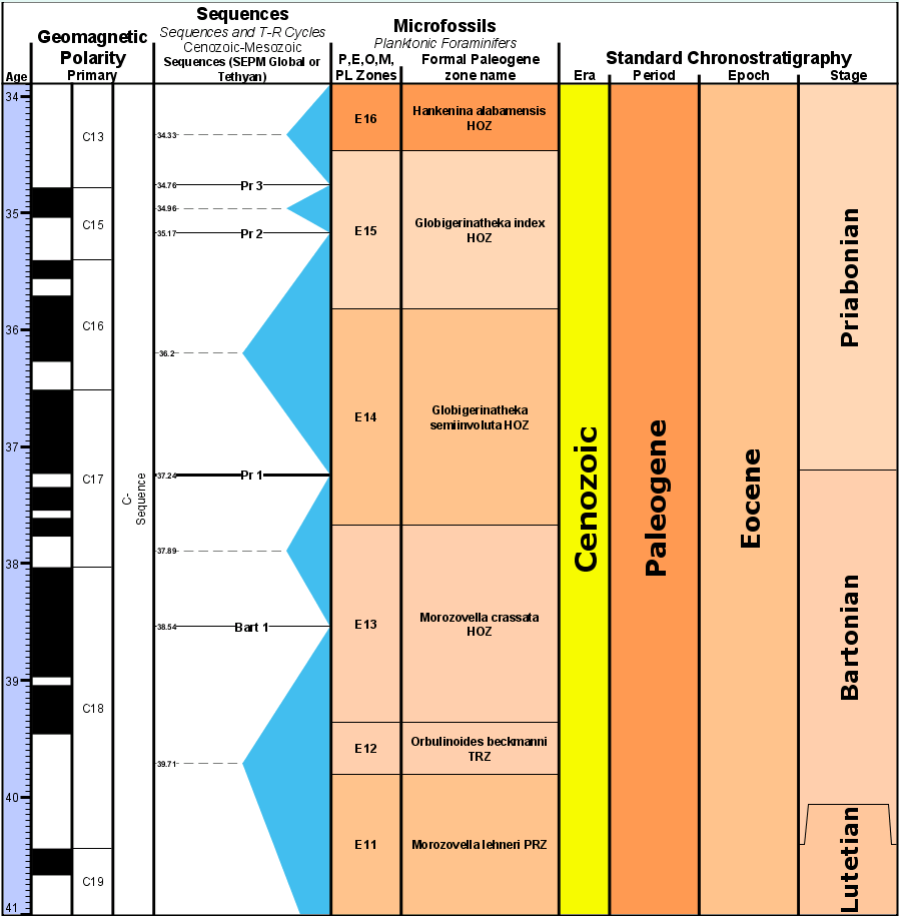 Sequences
Sequences and T-R Cycles
Cenozoic-Mesozoic
Sequences (SEPM Global or
Tethyan)
Geomagnetic
Polarity
Primary
Microfossils
Planktonic Foraminifers
P,E,O,M,
PL Zones
Formal Paleogene
zone name
Standard Chronostratigraphy
Age
Era
Period
Epoch
Stage
34
35
36
37
38
39
40
41
C13
C15
C16
C17
C18
C19
C-
Sequence
34.33
34.76
Pr 3
34.96
35.17
Pr 2
36.2
37.24
Pr 1
37.89
38.54
Bart 1
39.71
E16
Hankenina alabamensis
HOZ
E15
Globigerinatheka index
HOZ
E14
Globigerinatheka
semiinvoluta HOZ
E13
Morozovella crassata
HOZ
E12
Orbulinoides beckmanni
TRZ
E11
Morozovella lehneri PRZ
Cenozoic
Paleogene
Eocene
Priabonian
Bartonian
Lutetian